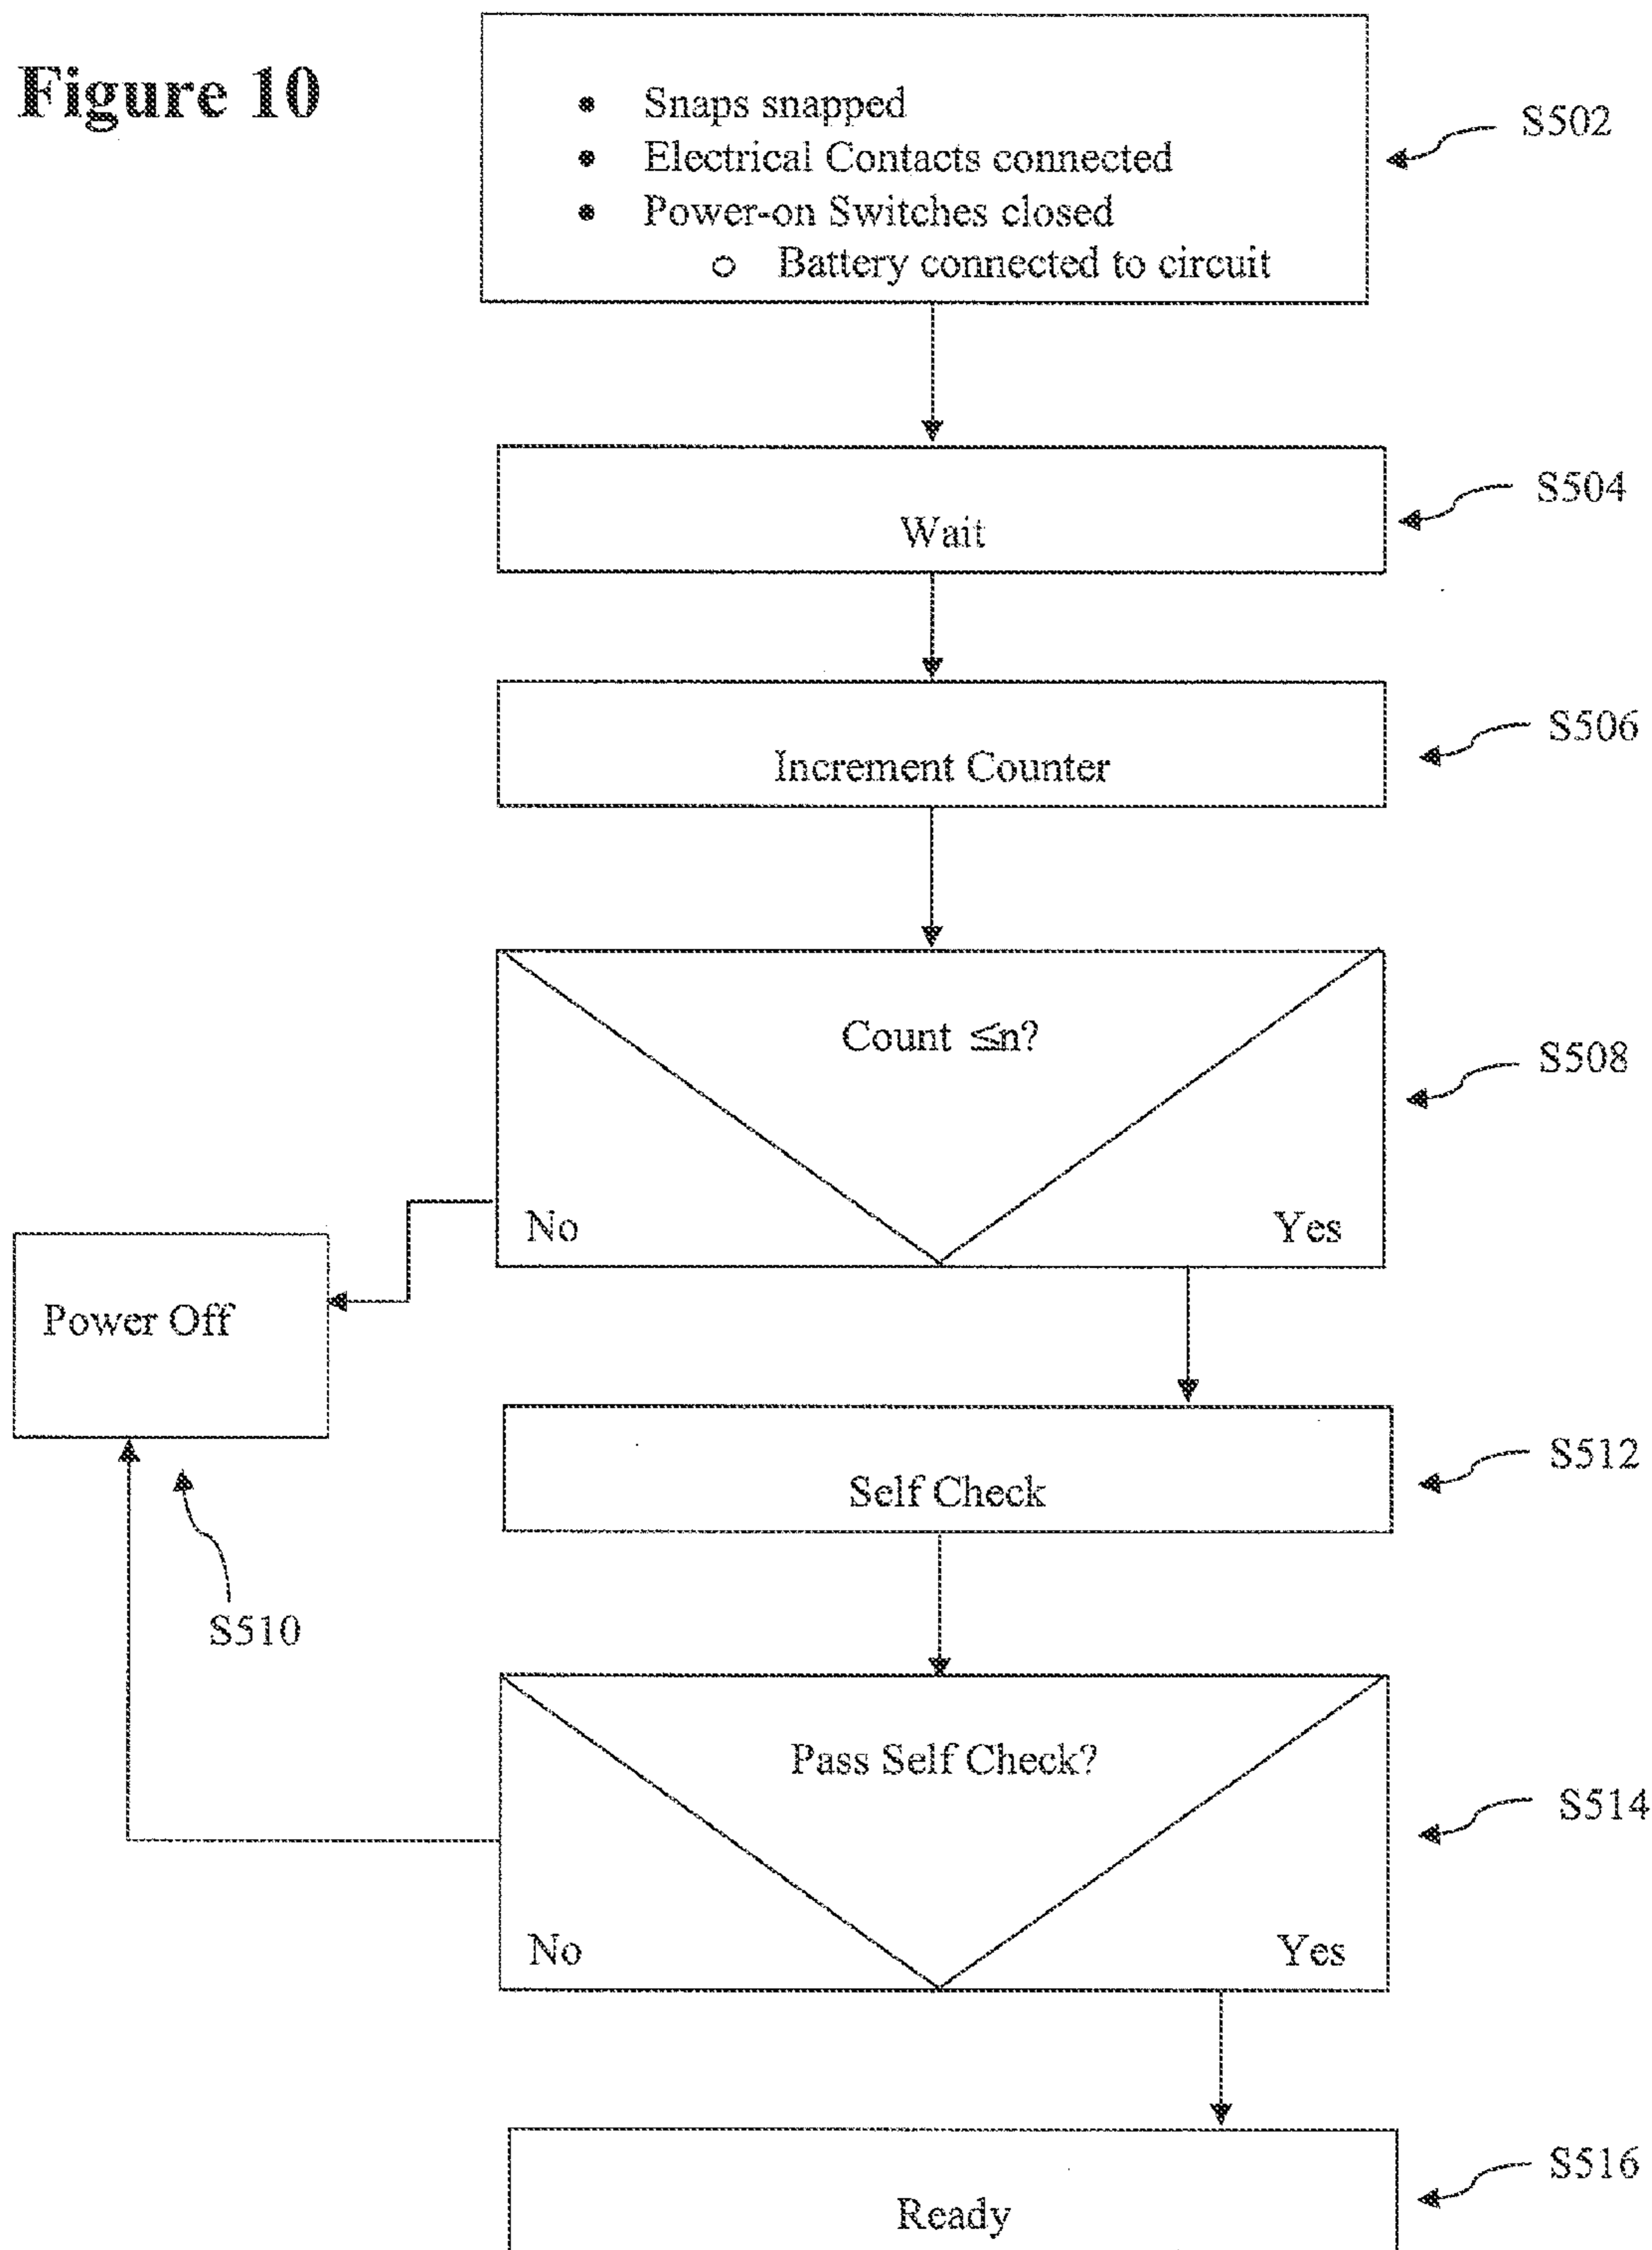 Figure 10
• Snaps snapped
• Electrical Contacts connected
• Power-on Switches closed
o Battery connected to circuit
S502
Wait
S504
Increment Counter
S506
Count ≤n?
No
Yes
S508
Power Off
S510
Self Check
S512
Pass Self Check?
No
Yes
S514
Ready
S516